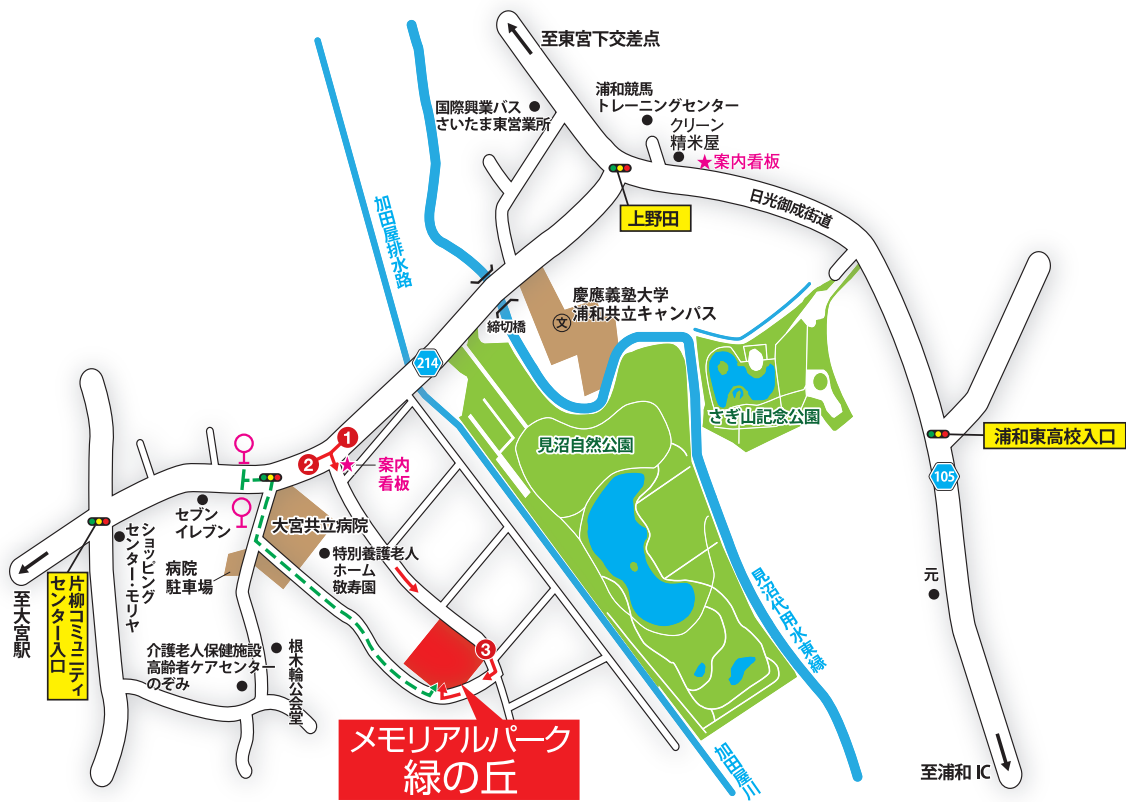 至東宮下交差点
浦和競馬
トレーニングセンター
国際興業バス
さいたま東営業所
クリーン
精米屋
★案内看板
上野田
日光御成街道
加田屋排水路
慶應義塾大学
浦和共立キャンパス
文
締切橋
214
さぎ山記念公園
見沼自然公園
浦和東高校入口
105
1
2
案内
看板
セブン
イレブン
大宮共立病院
ショッピング
センター・モリヤ
病院
駐車場
特別養護老人
ホーム
敬寿園
片柳コミュニティ
センター入口
至大宮駅
見沼代用水東縁
元
介護老人保健施設
高齢者ケアセンター
のぞみ
根木輪公会堂
3
メモリアルパーク
緑の丘
加田屋川
至浦和 IC